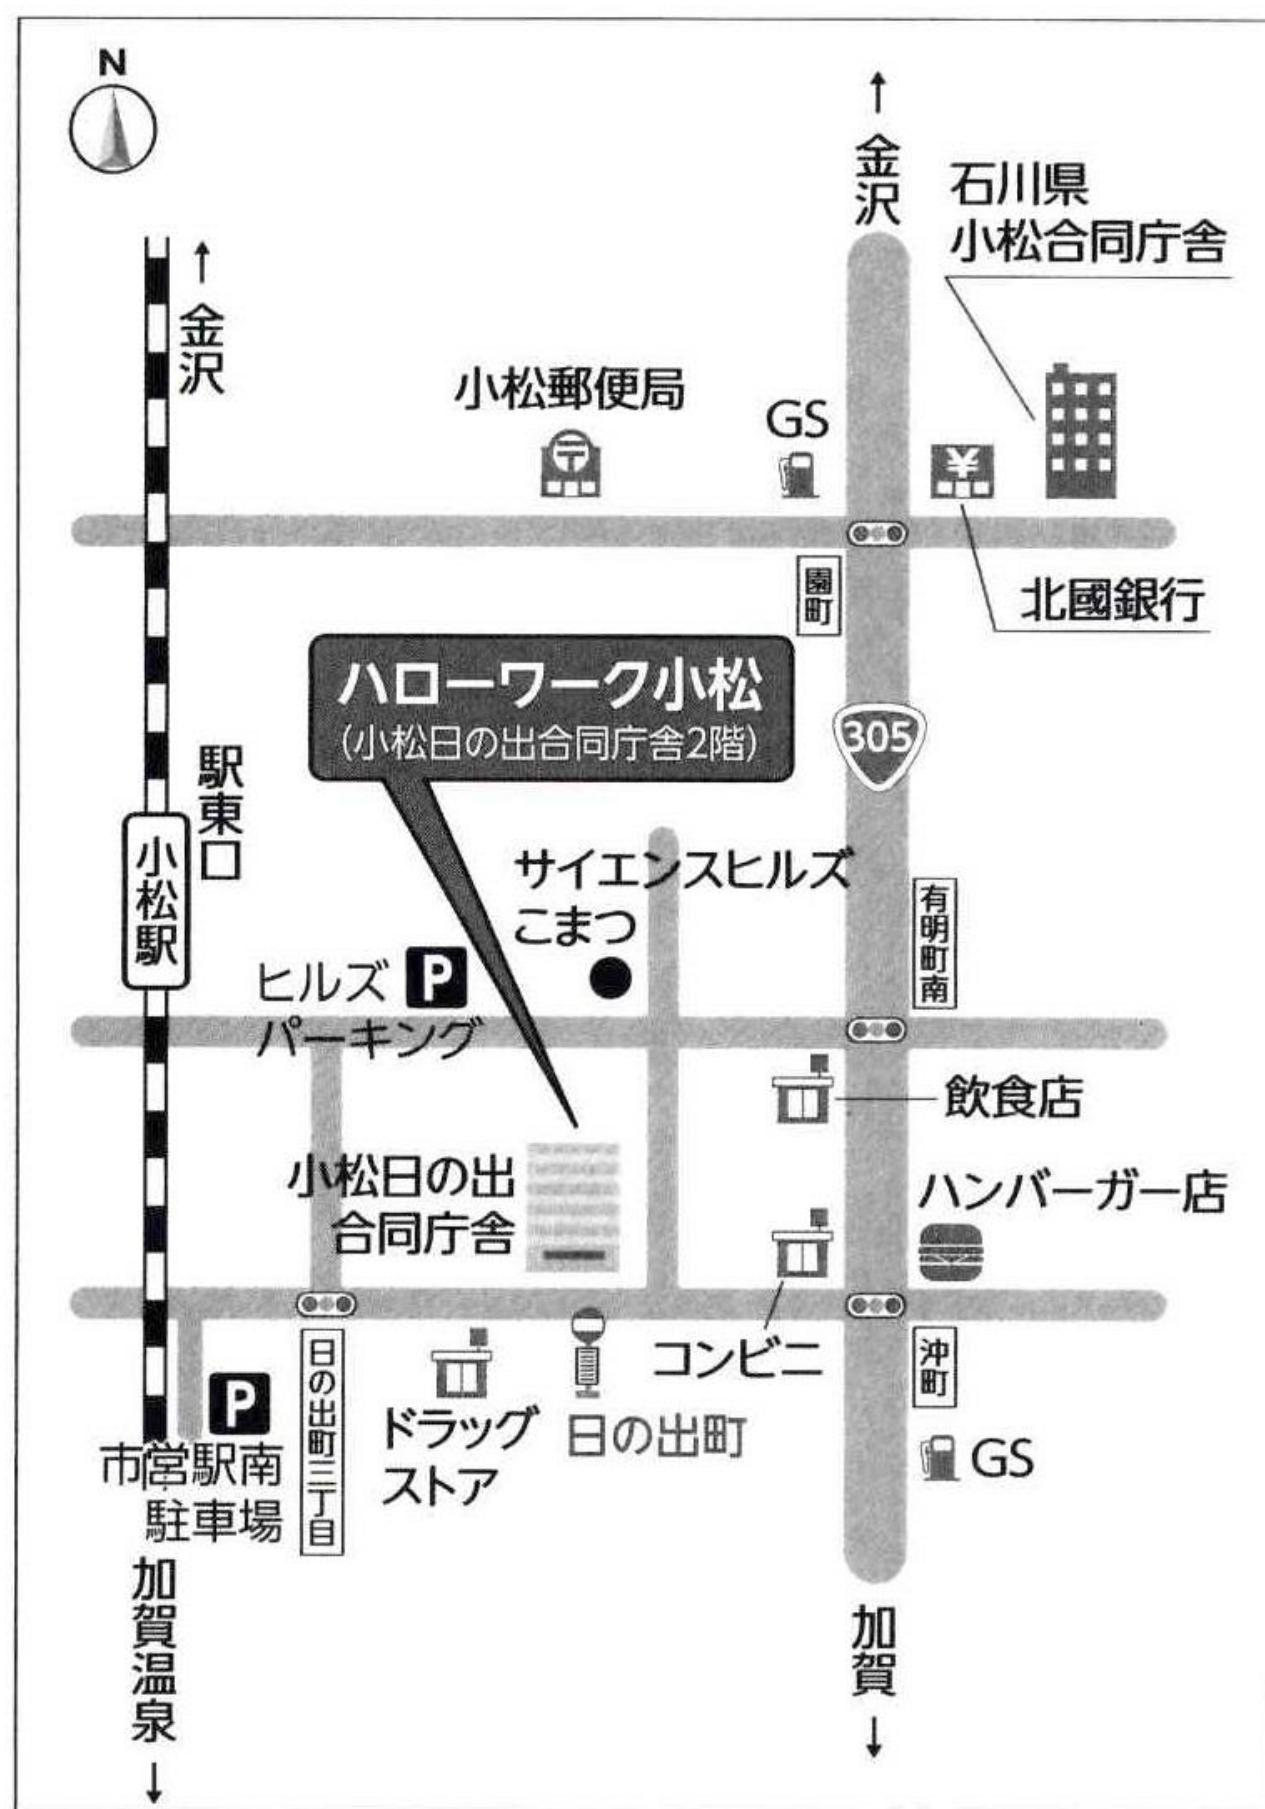 N
↑
金沢
石川県
小松合同庁舎
↑
金沢
小松郵便局
GS
¥
園町
北國銀行
ハローワーク小松
(小松日の出合同庁舎2階)
305
駅東口
小松駅
サイエンスヒルズ
こまつ
有明町南
ヒルズ
パーキング
P
飲食店
小松日の出
合同庁舎
ハンバーガー店
コンビニ
沖町
日の出町三丁目
P
市営駅南
駐車場
ドラッグ
ストア
日の出町
GS
加賀温泉
↓
加賀
↓